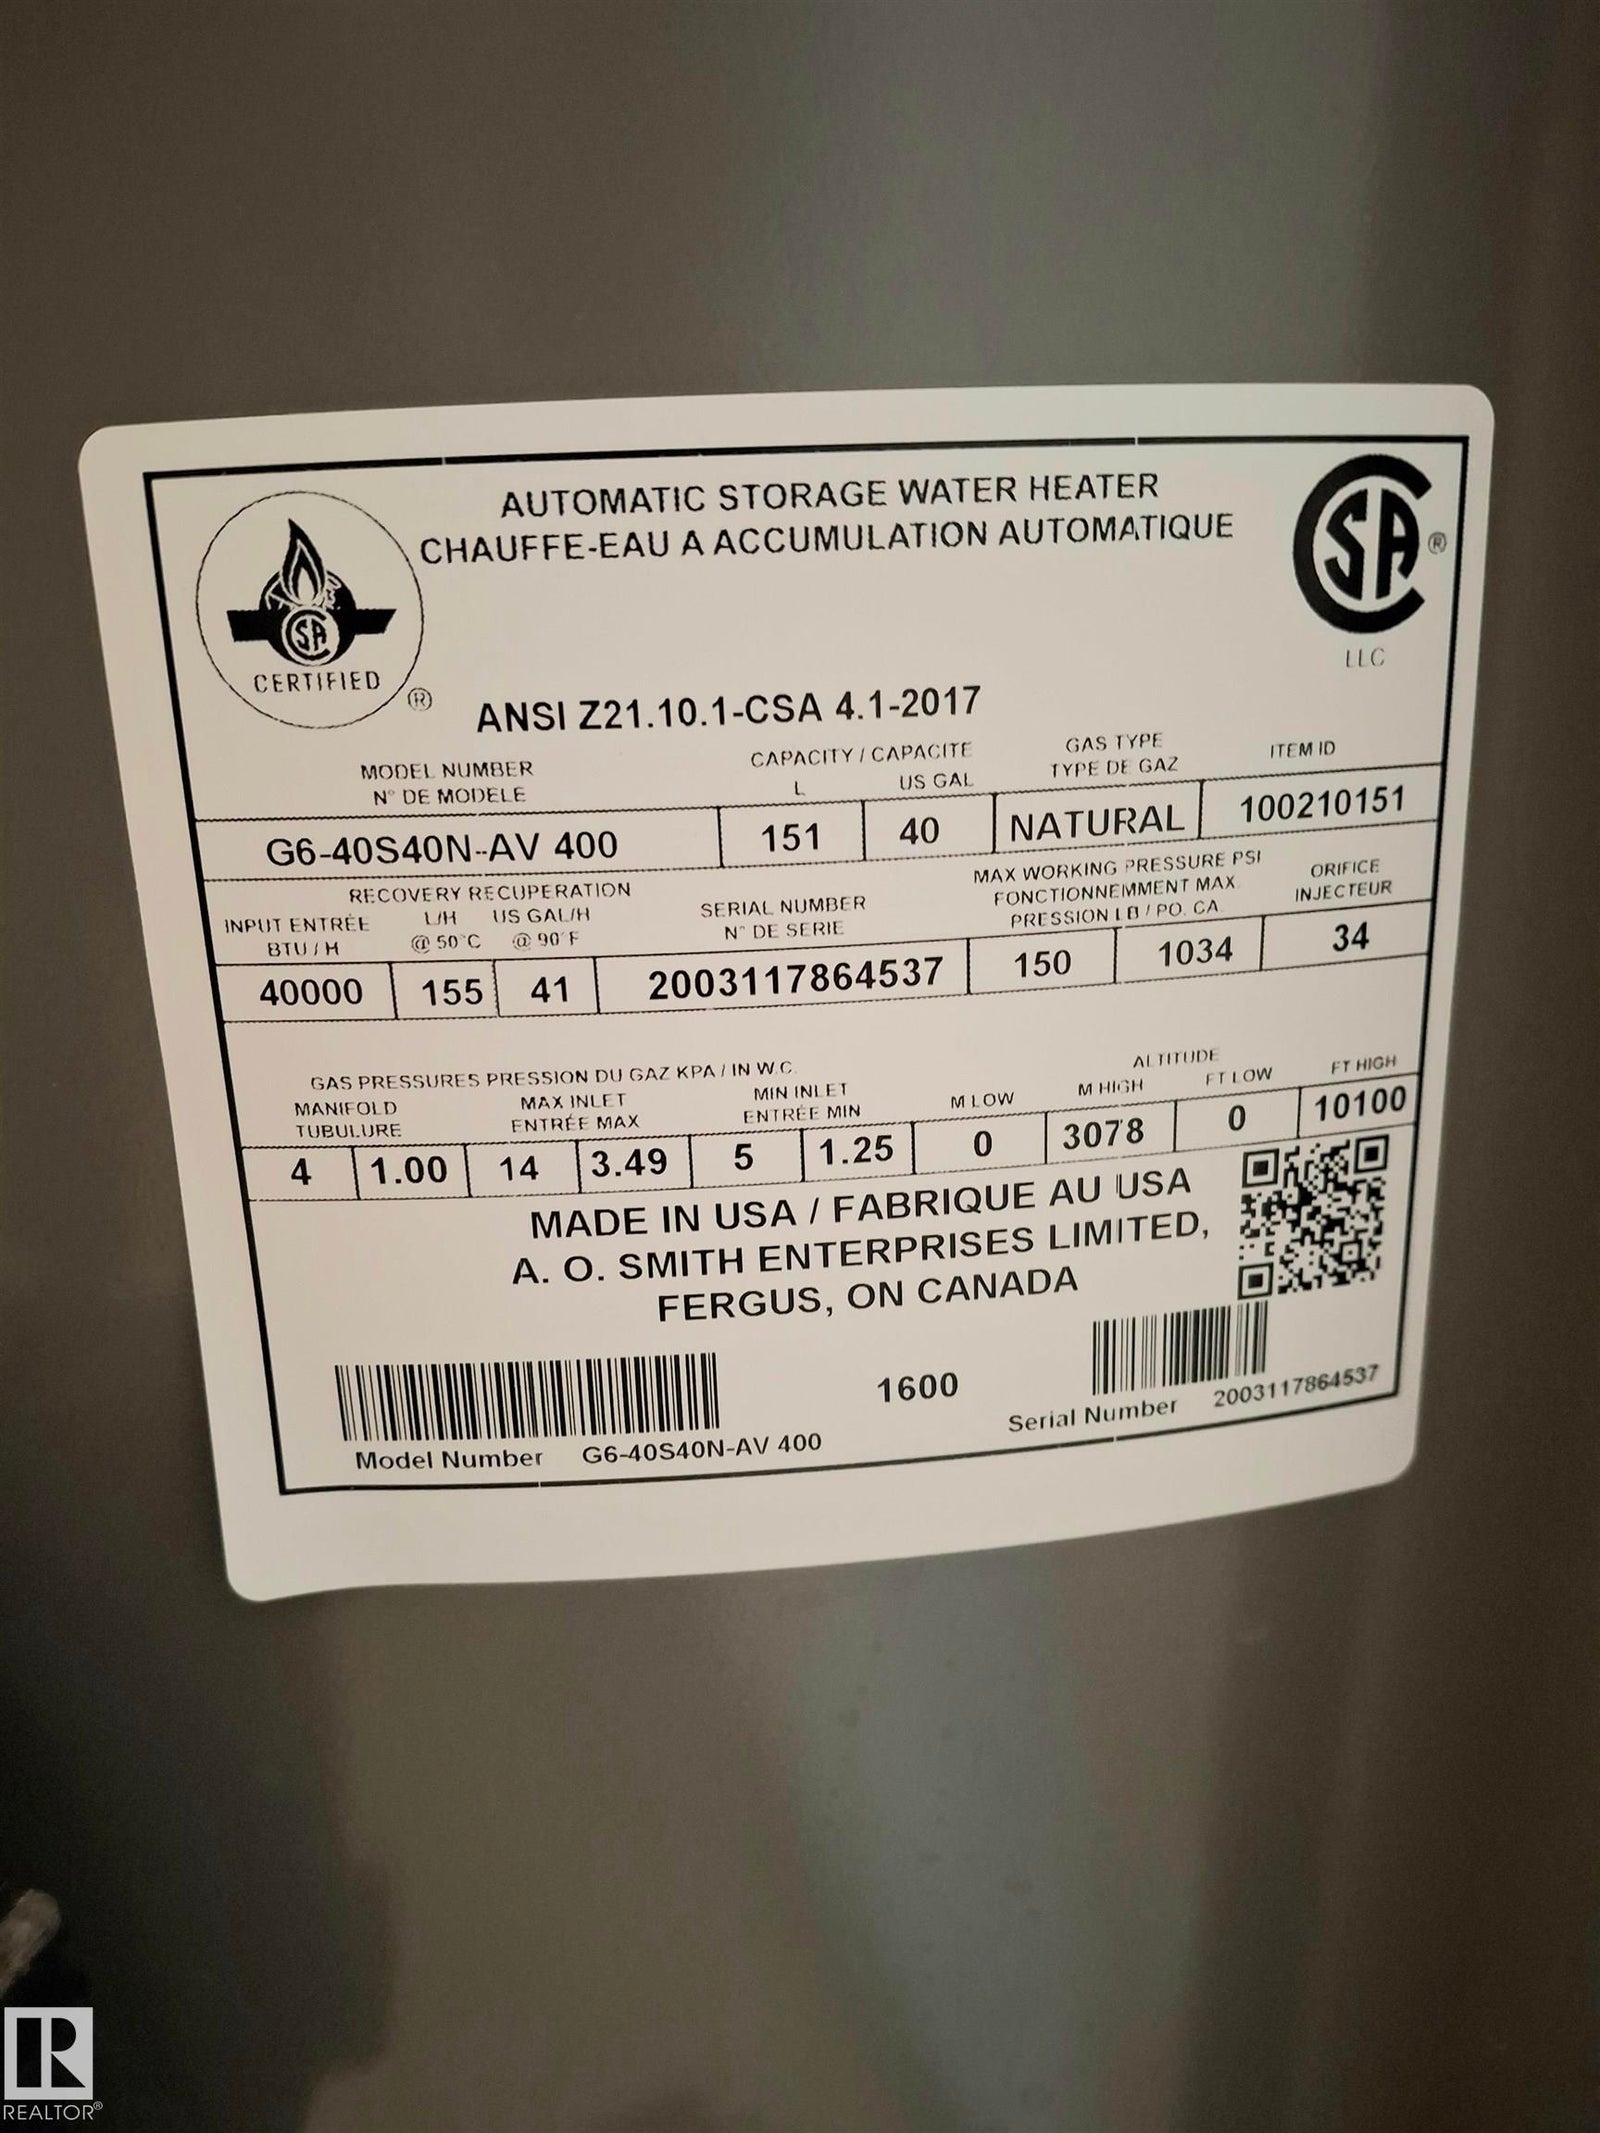 AUTOMATIC STORAGE WATER HEATER
CHAUFFE-EAU A ACCUMULATION AUTOMATIQUE
CSA
CERTIFIED ®
CSA ®
LLC
ANSI Z21.10.1-CSA 4.1-2017
MODEL NUMBER CAPACITY / CAPACITE GAS TYPE ITEM ID
N° DE MODELE L US GAL TYPE DE GAZ
G6-40S40N-AV 400 151 40 NATURAL 100210151
RECOVERY RECUPERATION MAX WORKING PRESSURE PSI ORIFICE
INPUT ENTRÉE L/H US GAL/H SERIAL NUMBER FONCTIONNEMMENT MAX. INJECTEUR
BTU / H @ 50°C @ 90°F N° DE SERIE PRESSION LB / PO. CA.
40000 155 41 2003117864537 150 1034 34
GAS PRESSURES PRESSION DU GAZ KPA / IN W.C. ALTITUDE
MANIFOLD MAX INLET MIN INLET M LOW M HIGH FT LOW FT HIGH
TUBULURE ENTRÉE MAX ENTRÉE MIN
4 1.00 14 3.49 5 1.25 0 3078 0 10100
MADE IN USA / FABRIQUE AU USA
A. O. SMITH ENTERPRISES LIMITED,
FERGUS, ON CANADA
1600
Model Number G6-40S40N-AV 400
Serial Number 2003117864537
R
REALTOR®